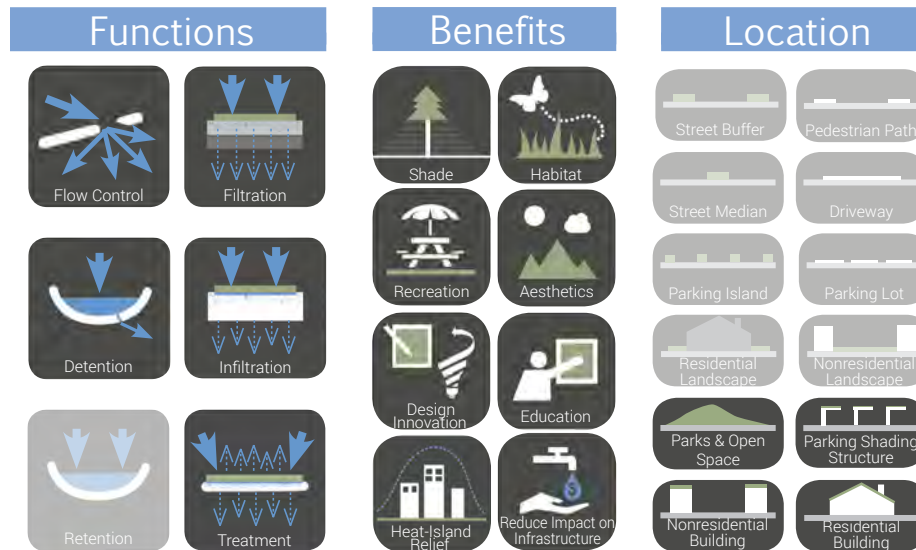 Functions
Benefits
Location
Flow Control
Filtration
Detention
Infiltration
Retention
Treatment
Shade
Habitat
Recreation
Aesthetics
Design
Innovation
Education
Heat-Island
Relief
Reduce Impact on
Infrastructure
$
Street Buffer
Pedestrian Path
Street Median
Driveway
Parking Island
Parking Lot
Residential
Landscape
Nonresidential
Landscape
Parks & Open
Space
Parking Shading
Structure
Nonresidential
Building
Residential
Building